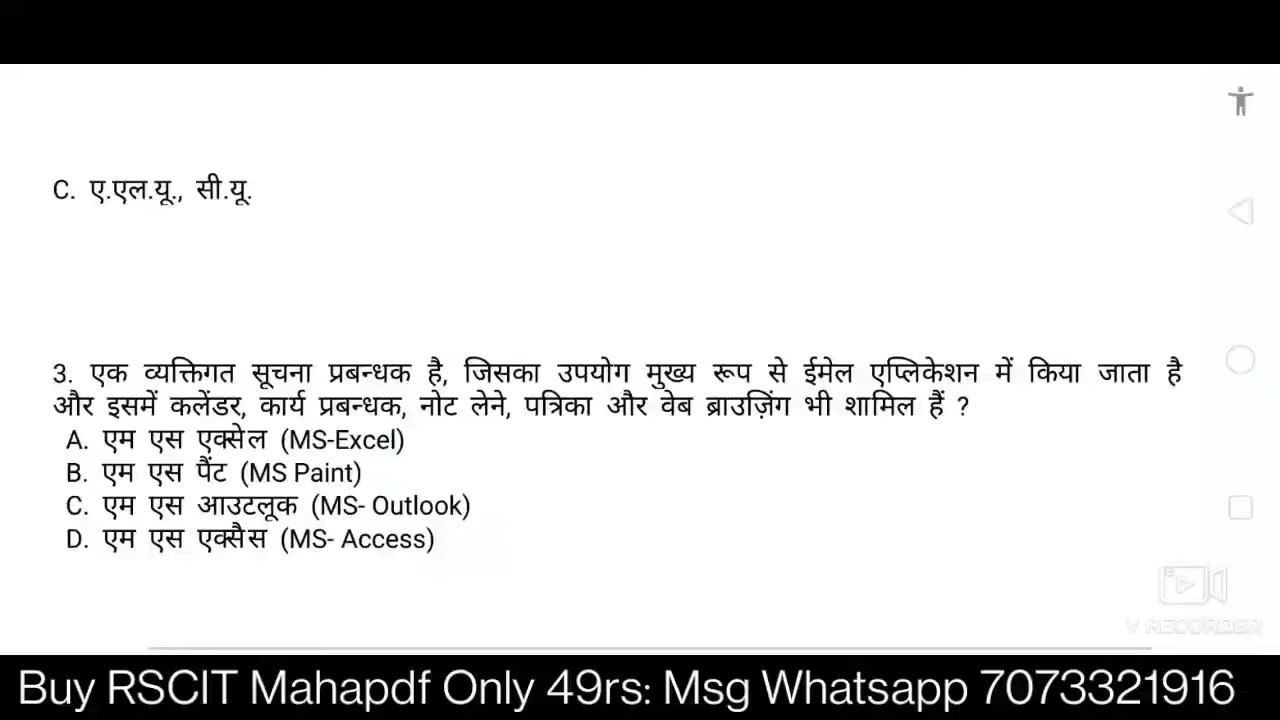 C. ए.एल.यू., सी.यू.
3. एक व्यक्तिगत सूचना प्रबन्धक है, जिसका उपयोग मुख्य रूप से ईमेल एप्लिकेशन में किया जाता है
और इसमें कलेंडर, कार्य प्रबन्धक, नोट लेने, पत्रिका और वेब ब्राउज़िंग भी शामिल हैं ?
A. एम एस एक्सेल (MS-Excel)
B. एम एस पैंट (MS Paint)
C. एम एस आउटलूक (MS- Outlook)
D. एम एस एक्सैस (MS- Access)
V RECORDER
Buy RSCIT Mahapdf Only 49rs: Msg Whatsapp 7073321916